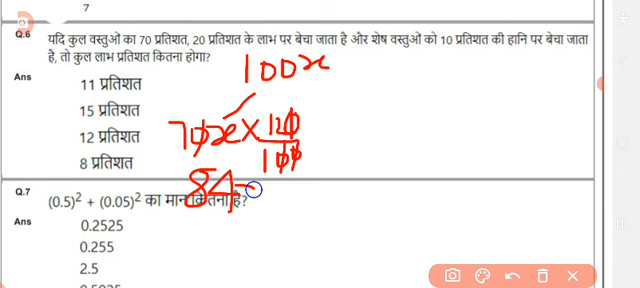 7
Q.6 यदि कुल वस्तुओं का 70 प्रतिशत, 20 प्रतिशत के लाभ पर बेचा जाता है और शेष वस्तुओं को 10 प्रतिशत की हानि पर बेचा जाता
है, तो कुल लाभ प्रतिशत कितना होगा?
100x
Ans 11 प्रतिशत
15 प्रतिशत
70x × 120
12 प्रतिशत
100
8 प्रतिशत
84
Q.7 (0.5)² + (0.05)² का मान कितना है?
Ans 0.2525
0.255
2.5